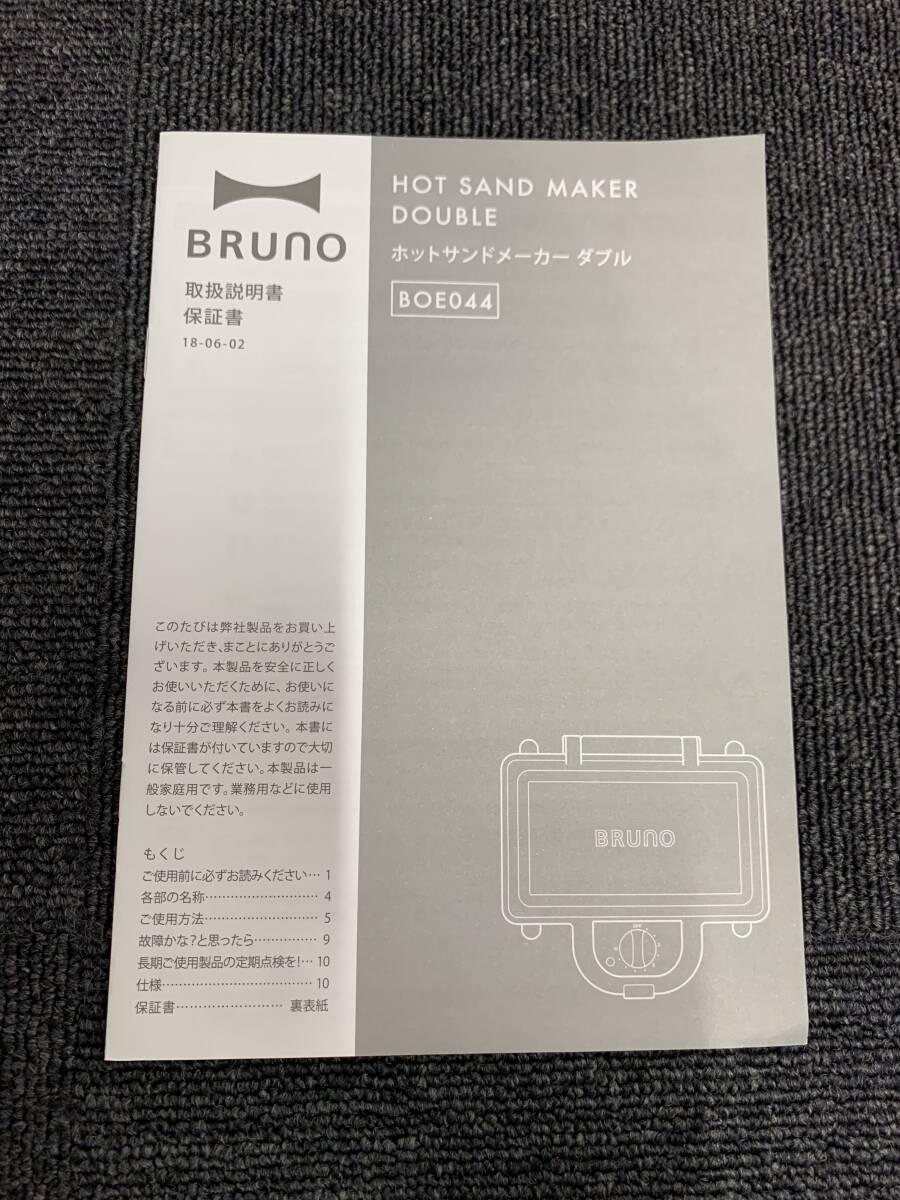 BRUNO
取扱説明書
保証書
18-06-02
HOT SAND MAKER
DOUBLE
ホットサンドメーカー ダブル
BOE044
このたびは弊社製品をお買い上
げいただき、まことにありがとうご
ざいます。本製品を安全に正しく
お使いいただくために、お使いに
なる前に必ず本書をよくお読みに
なり十分ご理解ください。本書に
は保証書が付いていますので大切
に保管してください。本製品は一
般家庭用です。業務用などに使用
しないでください。
もくじ
ご使用前に必ずお読みください… 1
各部の名称……………………… 4
ご使用方法……………………… 5
故障かな?と思ったら…………… 9
長期ご使用製品の定期点検を!… 10
仕様……………………………… 10
保証書…………………… 裏表紙
BRUNO
OFF